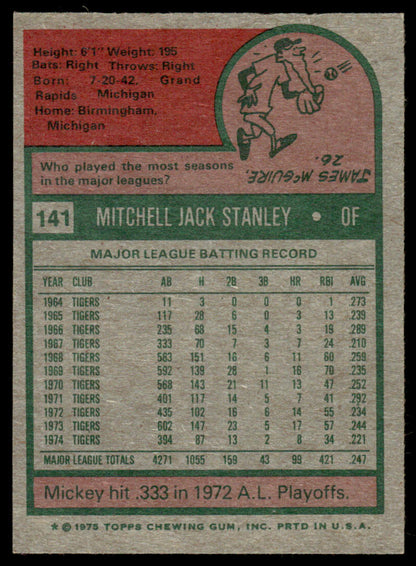 Height: 6'1" Weight: 195
Bats: Right Throws: Right
Born: 7-20-42, Grand
Rapids Michigan
Home: Birmingham,
Michigan
Who played the most seasons
in the major leagues?
JAMES McGUIRE,
26.
141 MITCHELL JACK STANLEY • OF
MAJOR LEAGUE BATTING RECORD
YEAR CLUB AB H 2B 3B HR RBI AVG
1964 TIGERS 11 3 0 0 0 1 .273
1965 TIGERS 117 28 6 0 3 13 .239
1966 TIGERS 235 68 15 4 3 19 .289
1967 TIGERS 333 70 7 3 7 24 .210
1968 TIGERS 583 151 16 6 11 60 .259
1969 TIGERS 592 139 28 1 16 70 .235
1970 TIGERS 568 143 21 11 13 47 .252
1971 TIGERS 401 117 14 5 7 41 .292
1972 TIGERS 435 102 16 6 14 55 .234
1973 TIGERS 602 147 23 5 17 57 .244
1974 TIGERS 394 87 13 2 8 34 .221
MAJOR LEAGUE TOTALS 4271 1055 159 43 99 421 .247
Mickey hit .333 in 1972 A.L. Playoffs.
* © 1975 TOPPS CHEWING GUM, INC. PRTD IN U.S.A.